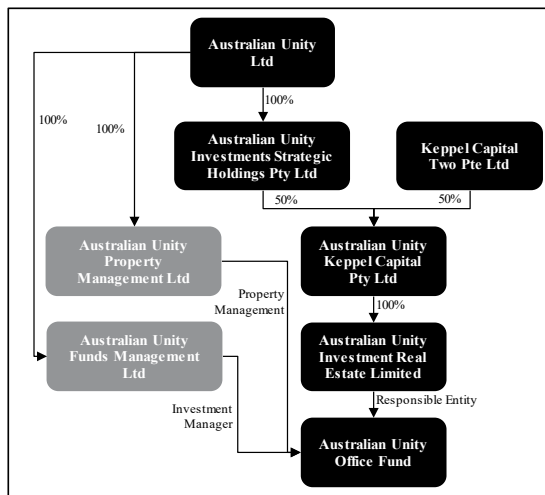 Australian Unity
Ltd
100%
100%
100%
Australian Unity
Investments Strategic
Holdings Pty Ltd
Keppel Capital
Two Pte Ltd
50%
50%
Australian Unity
Property
Management Ltd
Australian Unity
Keppel Capital
Pty Ltd
Property
Management
100%
Australian Unity
Funds Management
Ltd
Australian Unity
Investment Real
Estate Limited
Investment
Manager
Responsible Entity
Australian Unity
Office Fund